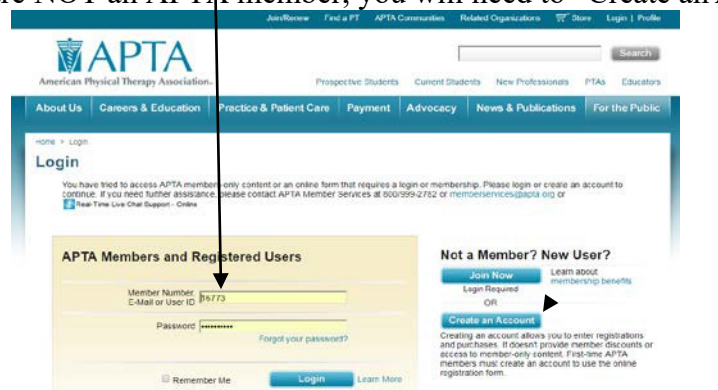 re NOT an APTA member, you will need to "Create an A
Join/Renew Find a PT APTA Communities Related Organizations Store Login | Profile
APTA
American Physical Therapy Association
Search
Prospective Students Current Students New Professionals PTAs Educators
About Us Careers & Education Practice & Patient Care Payment Advocacy News & Publications For the Public
Home > Login
Login
You have tried to access APTA members-only content or an online form that requires a login or membership. Please login or create an account to
continue. If you need further assistance, please contact APTA Member Services at 800/999-2782 or memberservices@apta.org or
Real-Time Live Chat Support - Online
APTA Members and Registered Users
Member Number,
E-Mail or User ID 16773
Password
Forgot your password?
Remember Me Login Learn More
Not a Member? New User?
Join Now Learn about
membership benefits
Login Required
OR
Create an Account
Creating an account allows you to enter registrations
and purchases. It doesn't provide member discounts or
access to member-only content. First-time APTA
members must create an account to use the online
registration form.